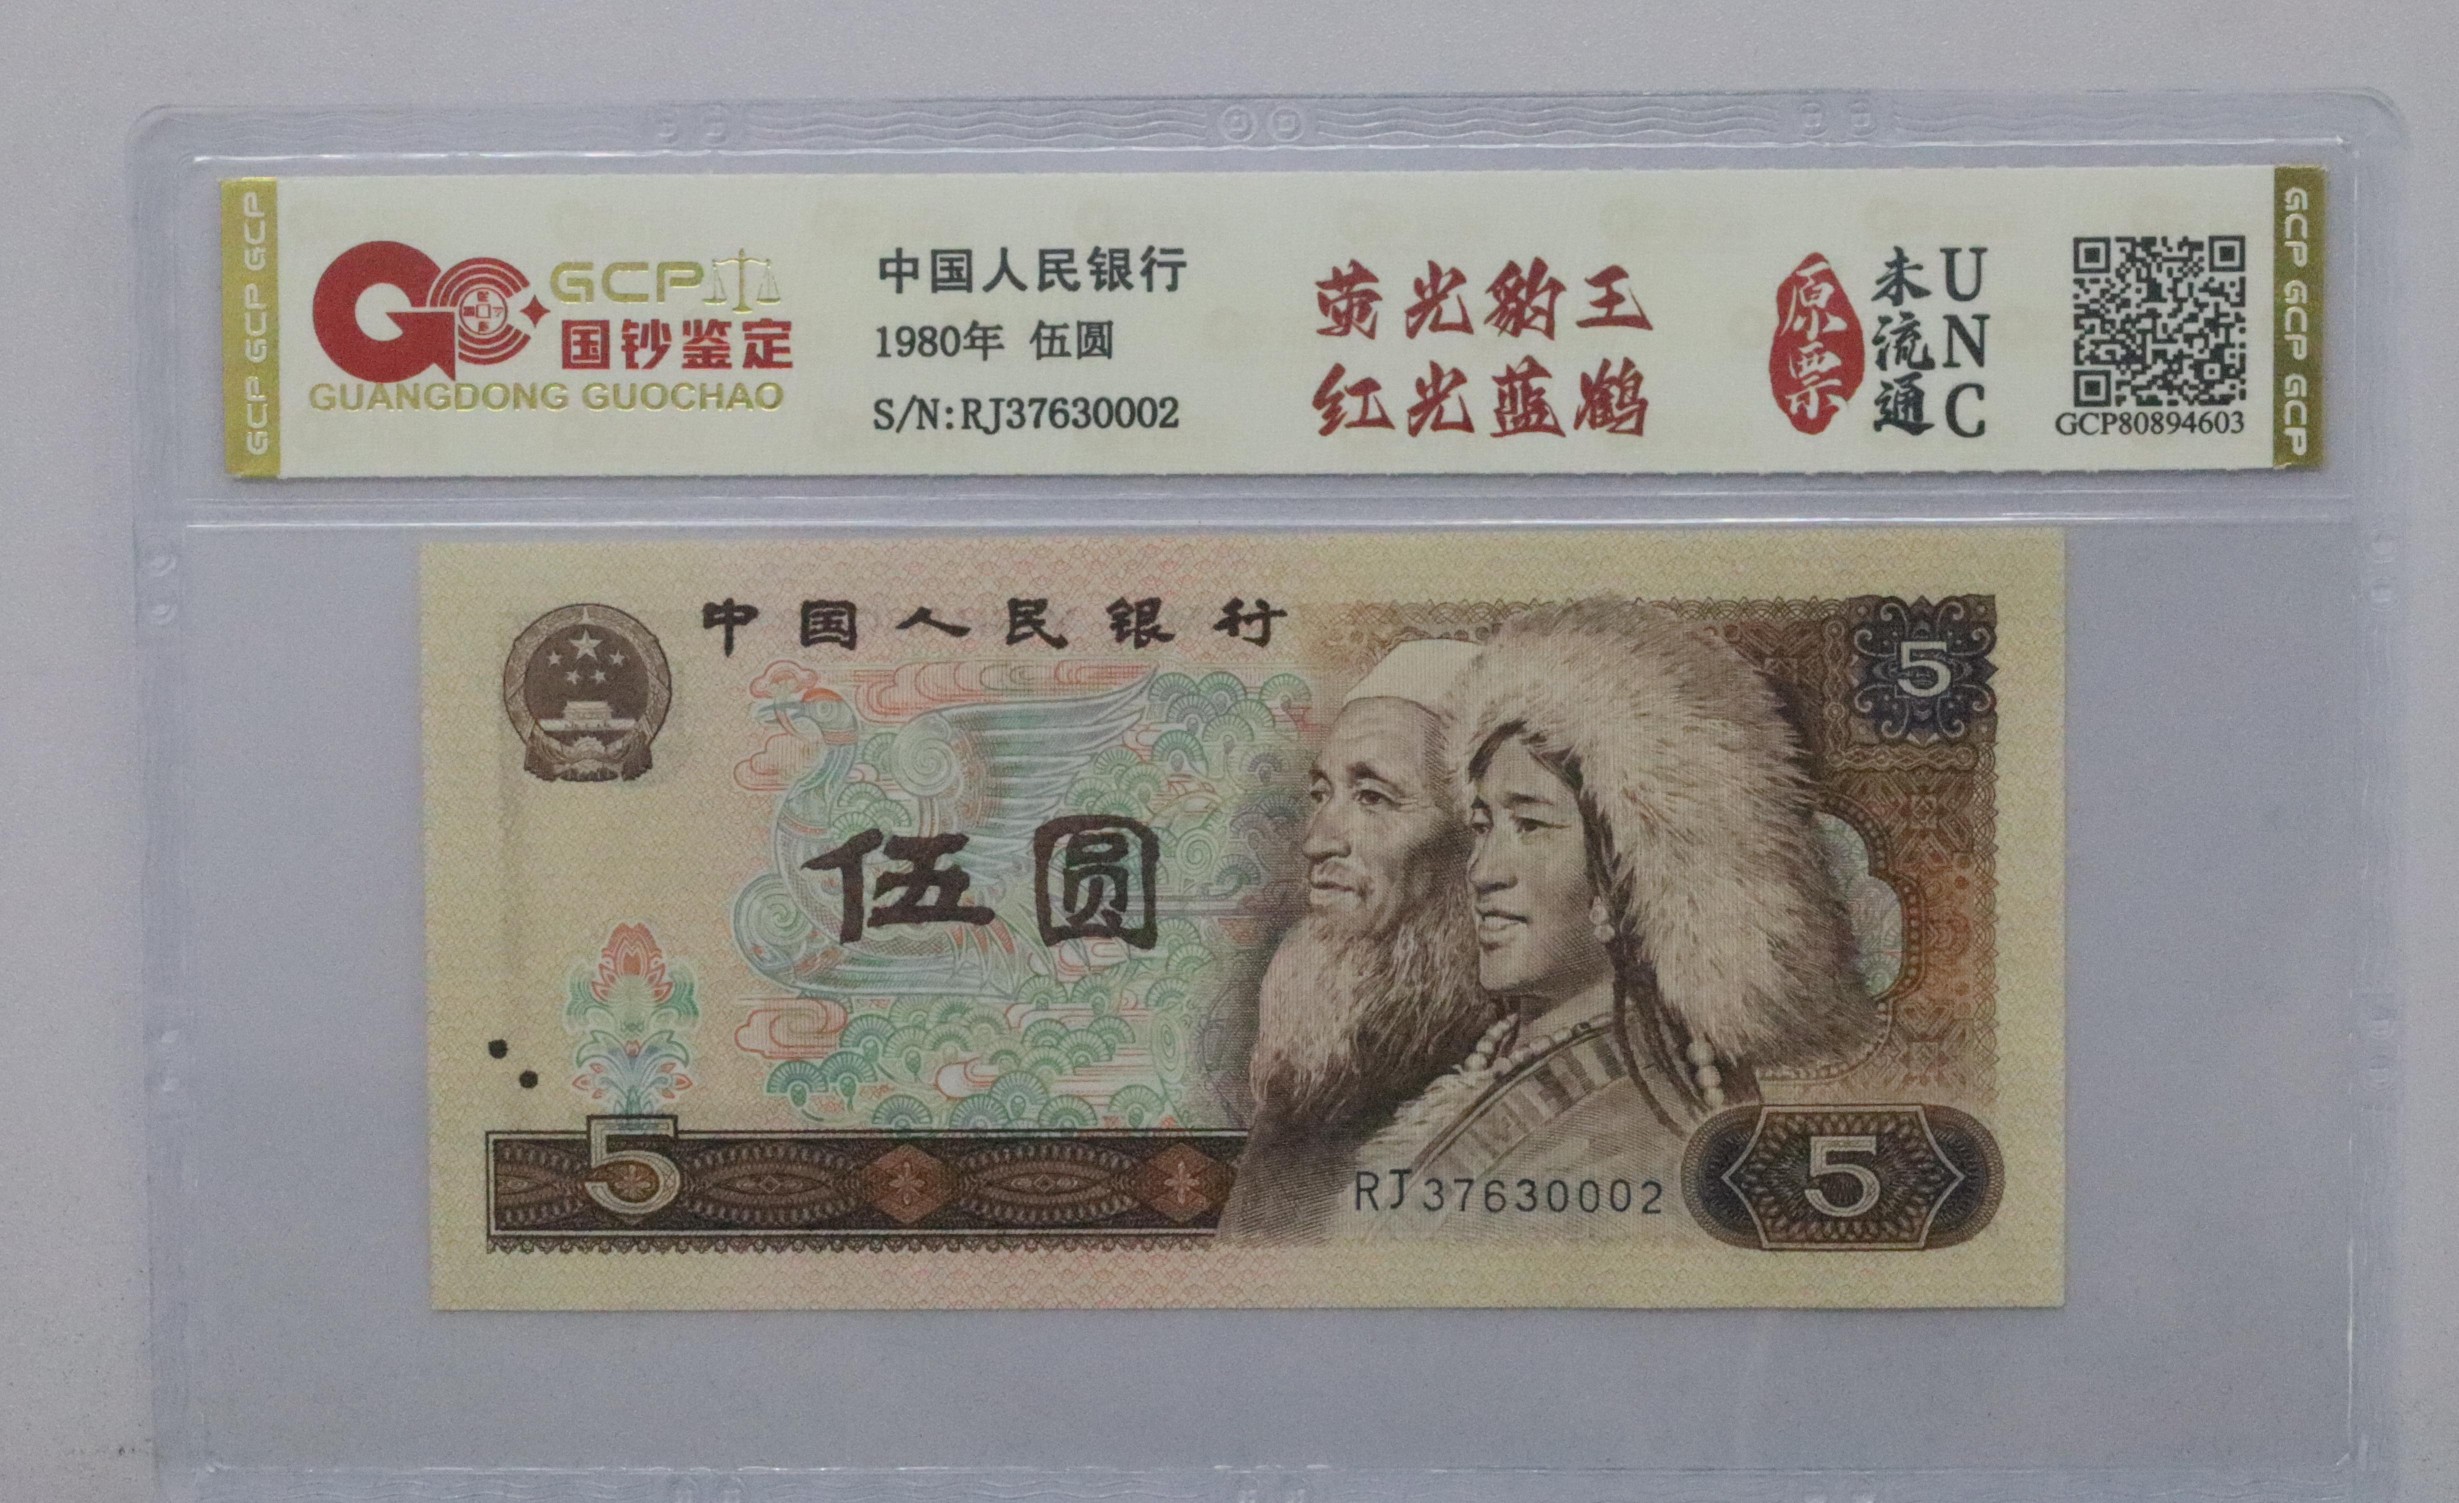 GCP GCP GCP
GCP
国钞鉴定
GUANGDONG GUOCHAO
中国人民银行
1980年 伍圆
S/N:RJ37630002
荧光豹王
红光蓝鹤
原票
未流通
UNC
GCP80894603
GCP GCP GCP
中国人民银行
5
伍圆
5
RJ37630002
5